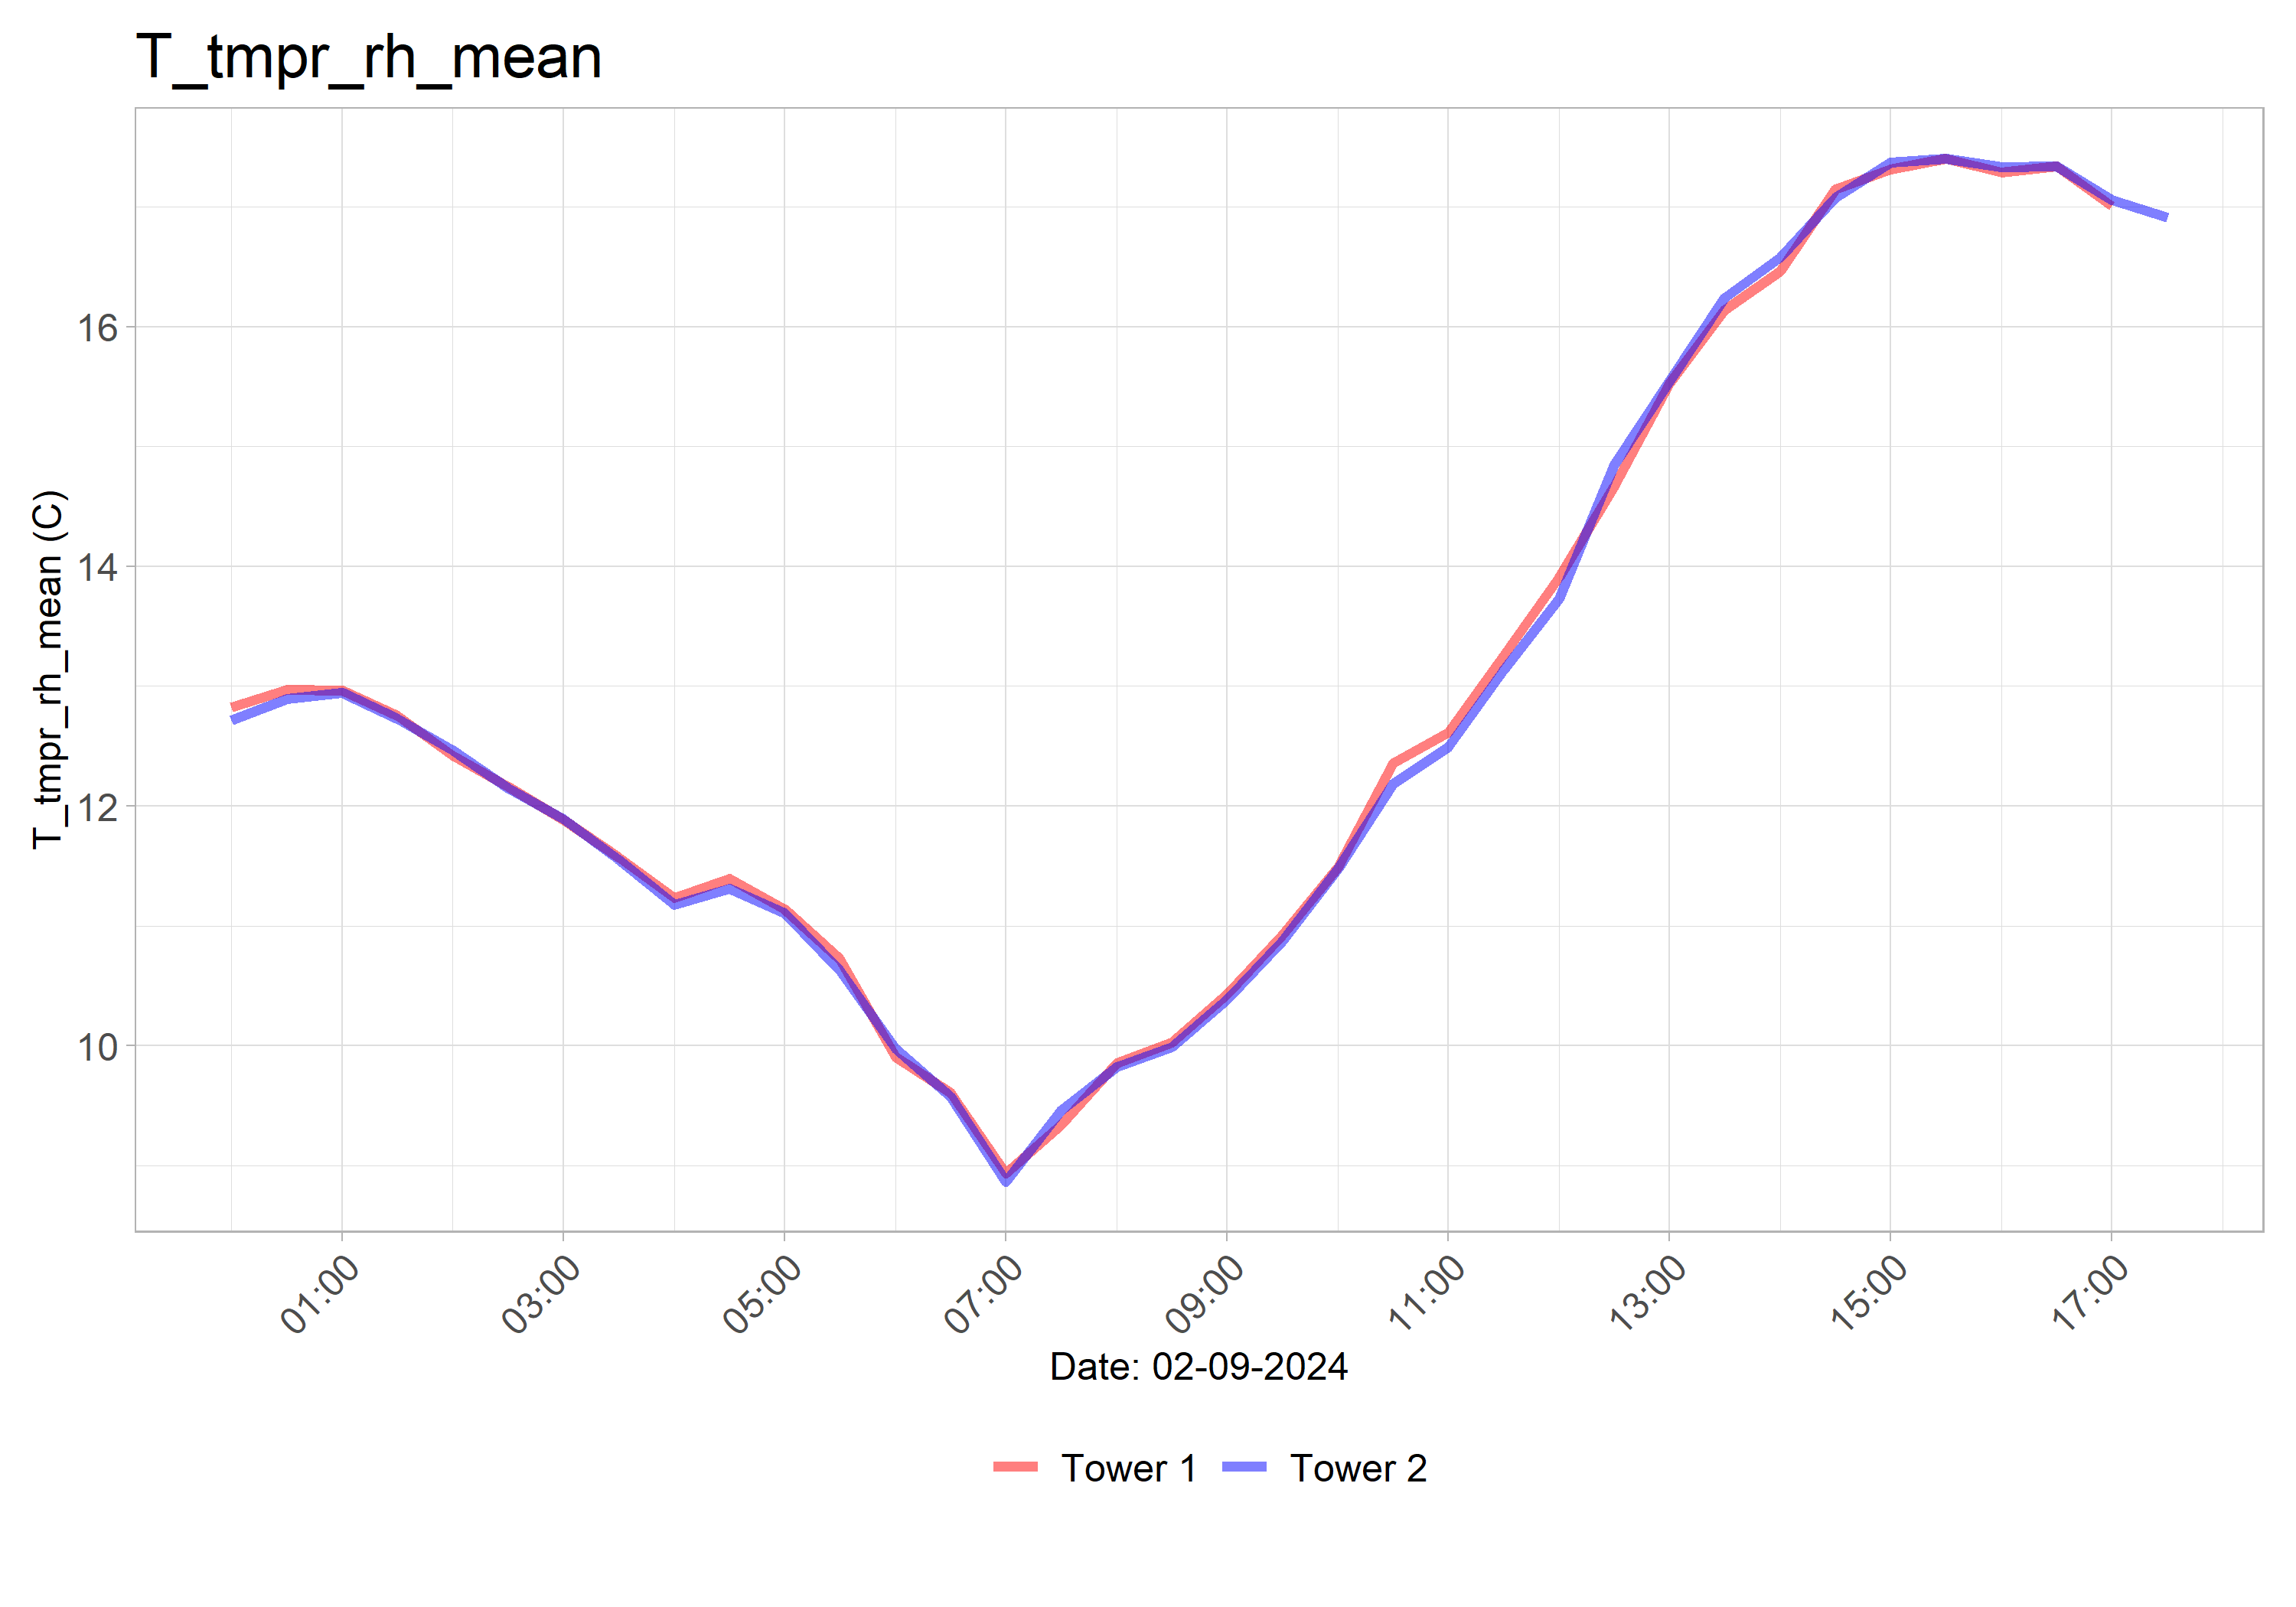 T_tmpr_rh_mean
T_tmpr_rh_mean (C)
16
14
12
10
01:00 03:00 05:00 07:00 09:00 11:00 13:00 15:00 17:00
Date: 02-09-2024
Tower 1 Tower 2